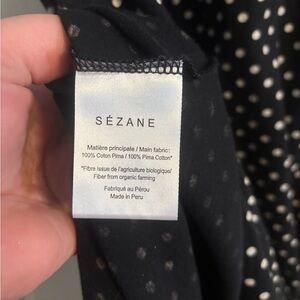 SÉZANE
Matière principale / Main fabric:
100% Coton Pima / 100% Pima Cotton*
*Fibre issue de l'agriculture biologique/
Fiber from organic farming
Fabriqué au Pérou
Made in Peru